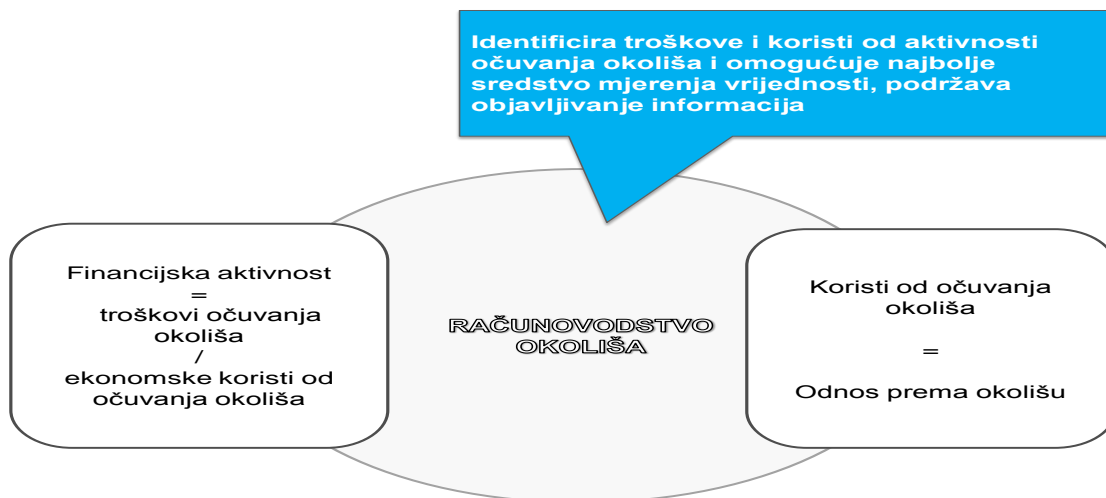 Identificira troškove i koristi od aktivnosti
očuvanja okoliša i omogućuje najbolje
sredstvo mjerenja vrijednosti, podržava
objavljivanje informacija
Financijska aktivnost
=
troškovi očuvanja
okoliša
/
ekonomske koristi od
očuvanja okoliša
RAČUNOVODSTVO
OKOLIŠA
Koristi od očuvanja
okoliša
=
Odnos prema okolišu